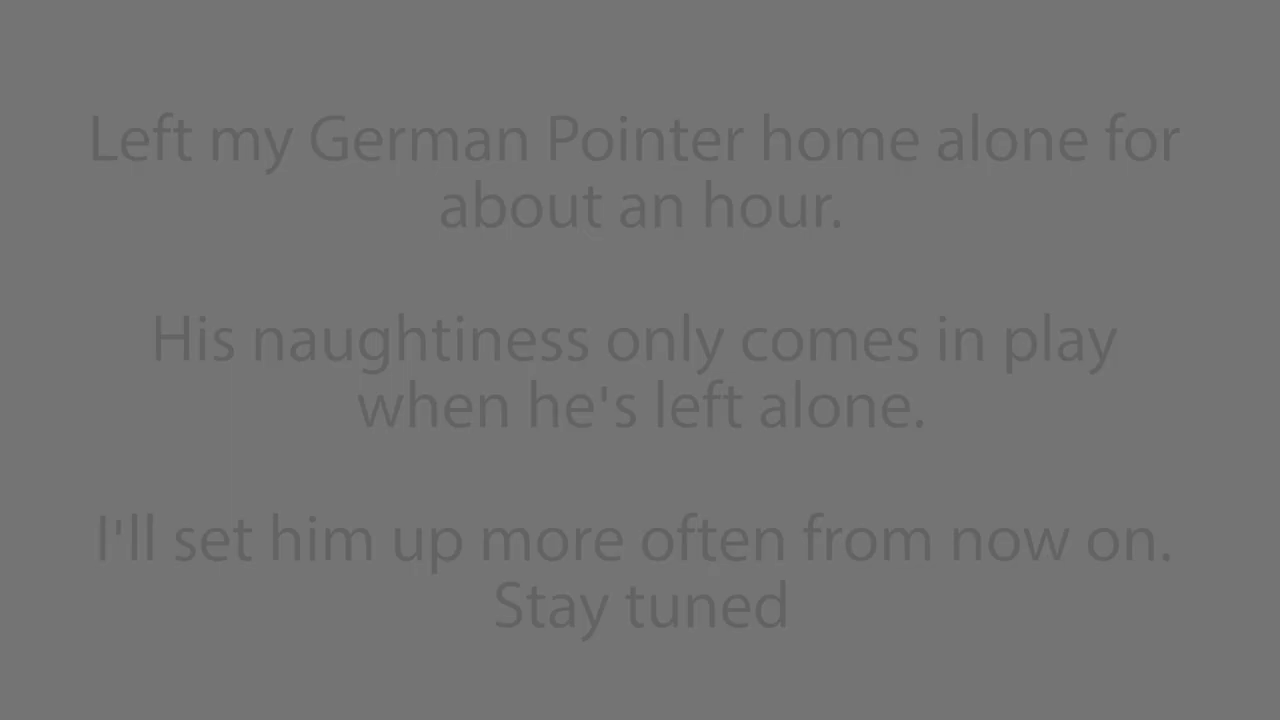 Left my German Pointer home alone for
about an hour.
His naughtiness only comes in play
when he's left alone.
I'll set him up more often from now on.
Stay tuned